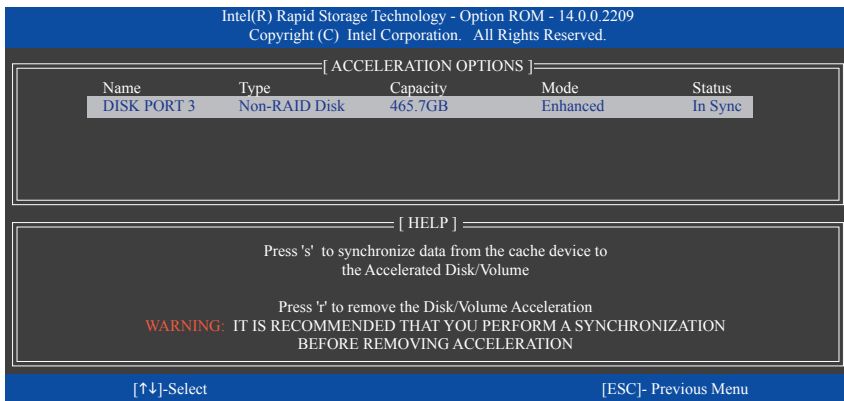 Intel(R) Rapid Storage Technology - Option ROM - 14.0.0.2209
Copyright (C) Intel Corporation. All Rights Reserved.
[ ACCELERATION OPTIONS ]
Name Type Capacity Mode Status
DISK PORT 3 Non-RAID Disk 465.7GB Enhanced In Sync
[ HELP ]
Press 's' to synchronize data from the cache device to
the Accelerated Disk/Volume
Press 'r' to remove the Disk/Volume Acceleration
WARNING: IT IS RECOMMENDED THAT YOU PERFORM A SYNCHRONIZATION
BEFORE REMOVING ACCELERATION
[↑↓]-Select [ESC]- Previous Menu